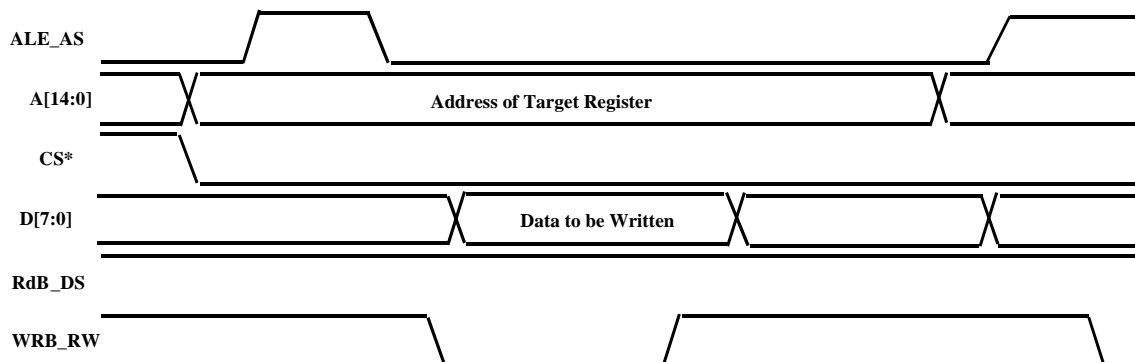 ALE_AS
A[14:0]
Address of Target Register
CS*
D[7:0]
Data to be Written
RdB_DS
WRB_RW